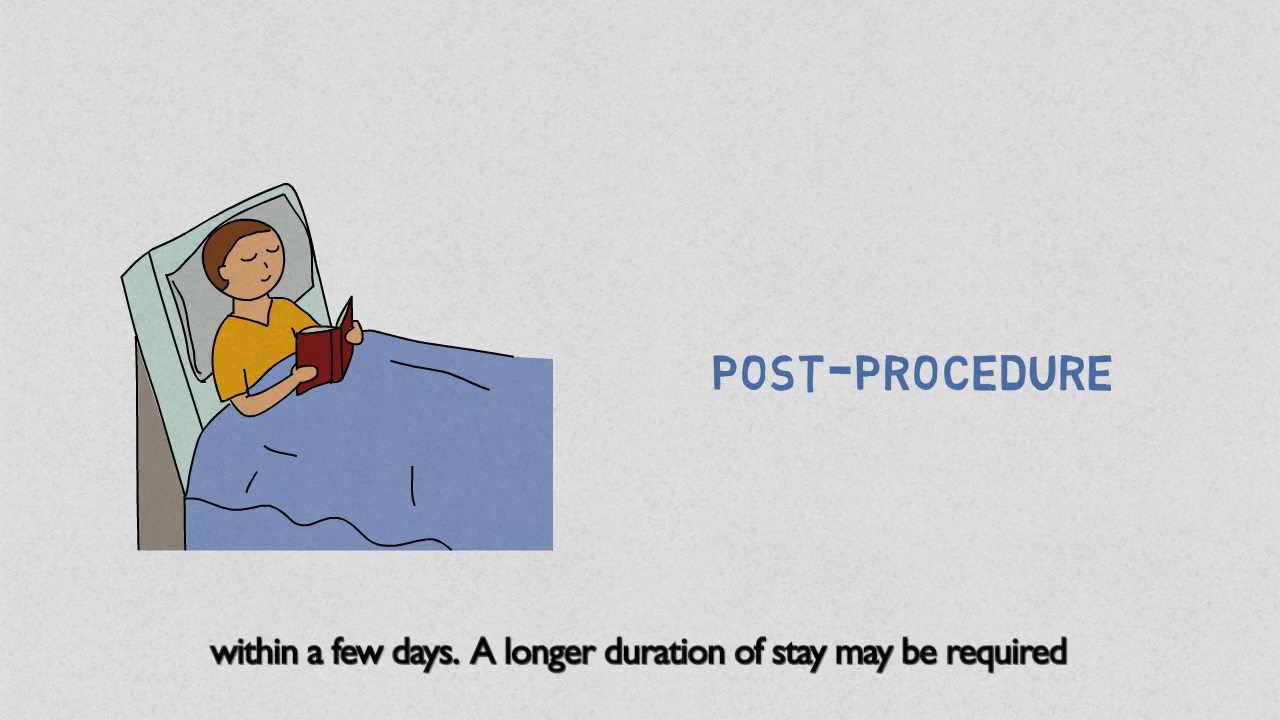 POST-PROCEDURE
within a few days. A longer duration of stay may be required